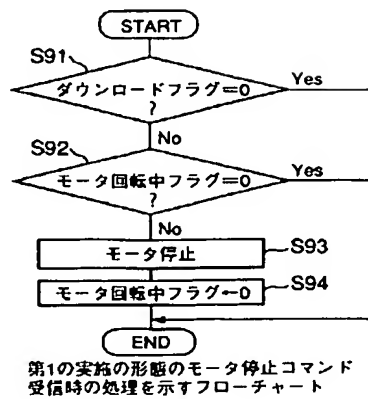 START
S91
ダウンロードフラグ=0
?
Yes
No
S92
モータ回転中フラグ=0
?
Yes
No
モータ停止
S93
モータ回転中フラグ←0
S94
END
第1の実施の形態のモータ停止コマンド
受信時の処理を示すフローチャート